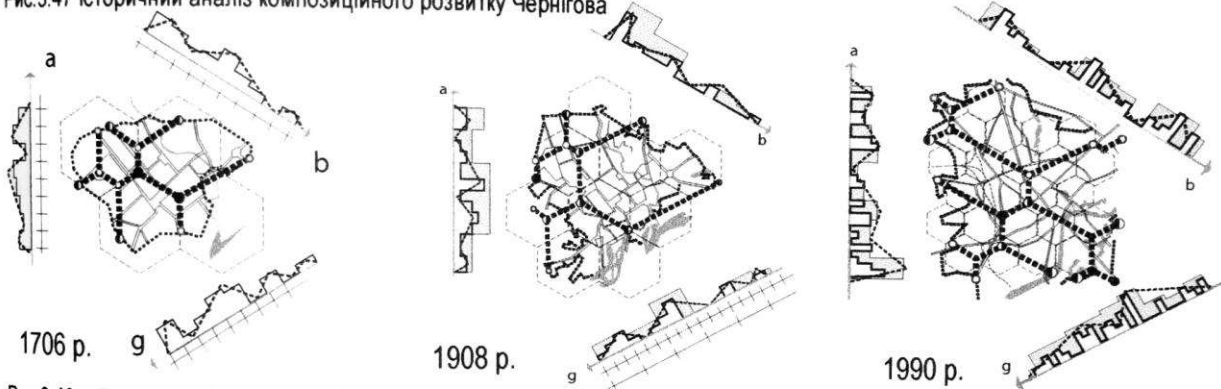 Рис.3.47 Історичний аналіз композиційного розвитку Чернігова
a
b
g
1706 р.
a
b
g
1908 р.
a
b
g
1990 р.